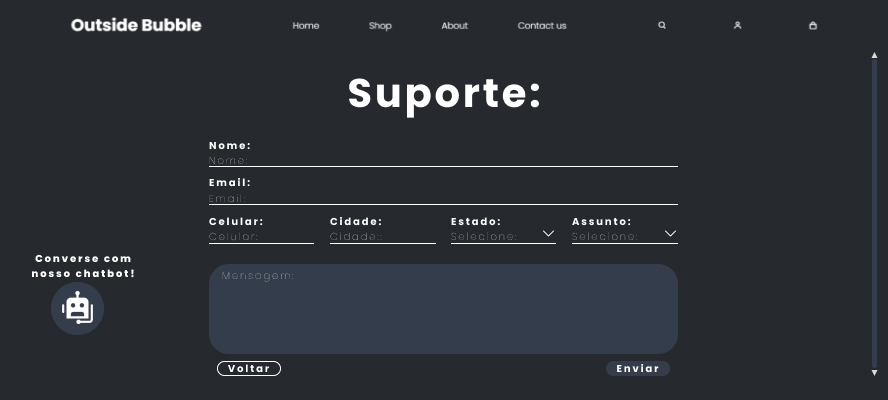 Outside Bubble Home Shop About Contact us
Suporte:
Nome:
Nome:
Email:
Email:
Celular: Cidade: Estado: Assunto:
Celular: Cidade: Selecione: Selecione:
Converse com
nosso chatbot!
Mensagem:
Voltar Enviar